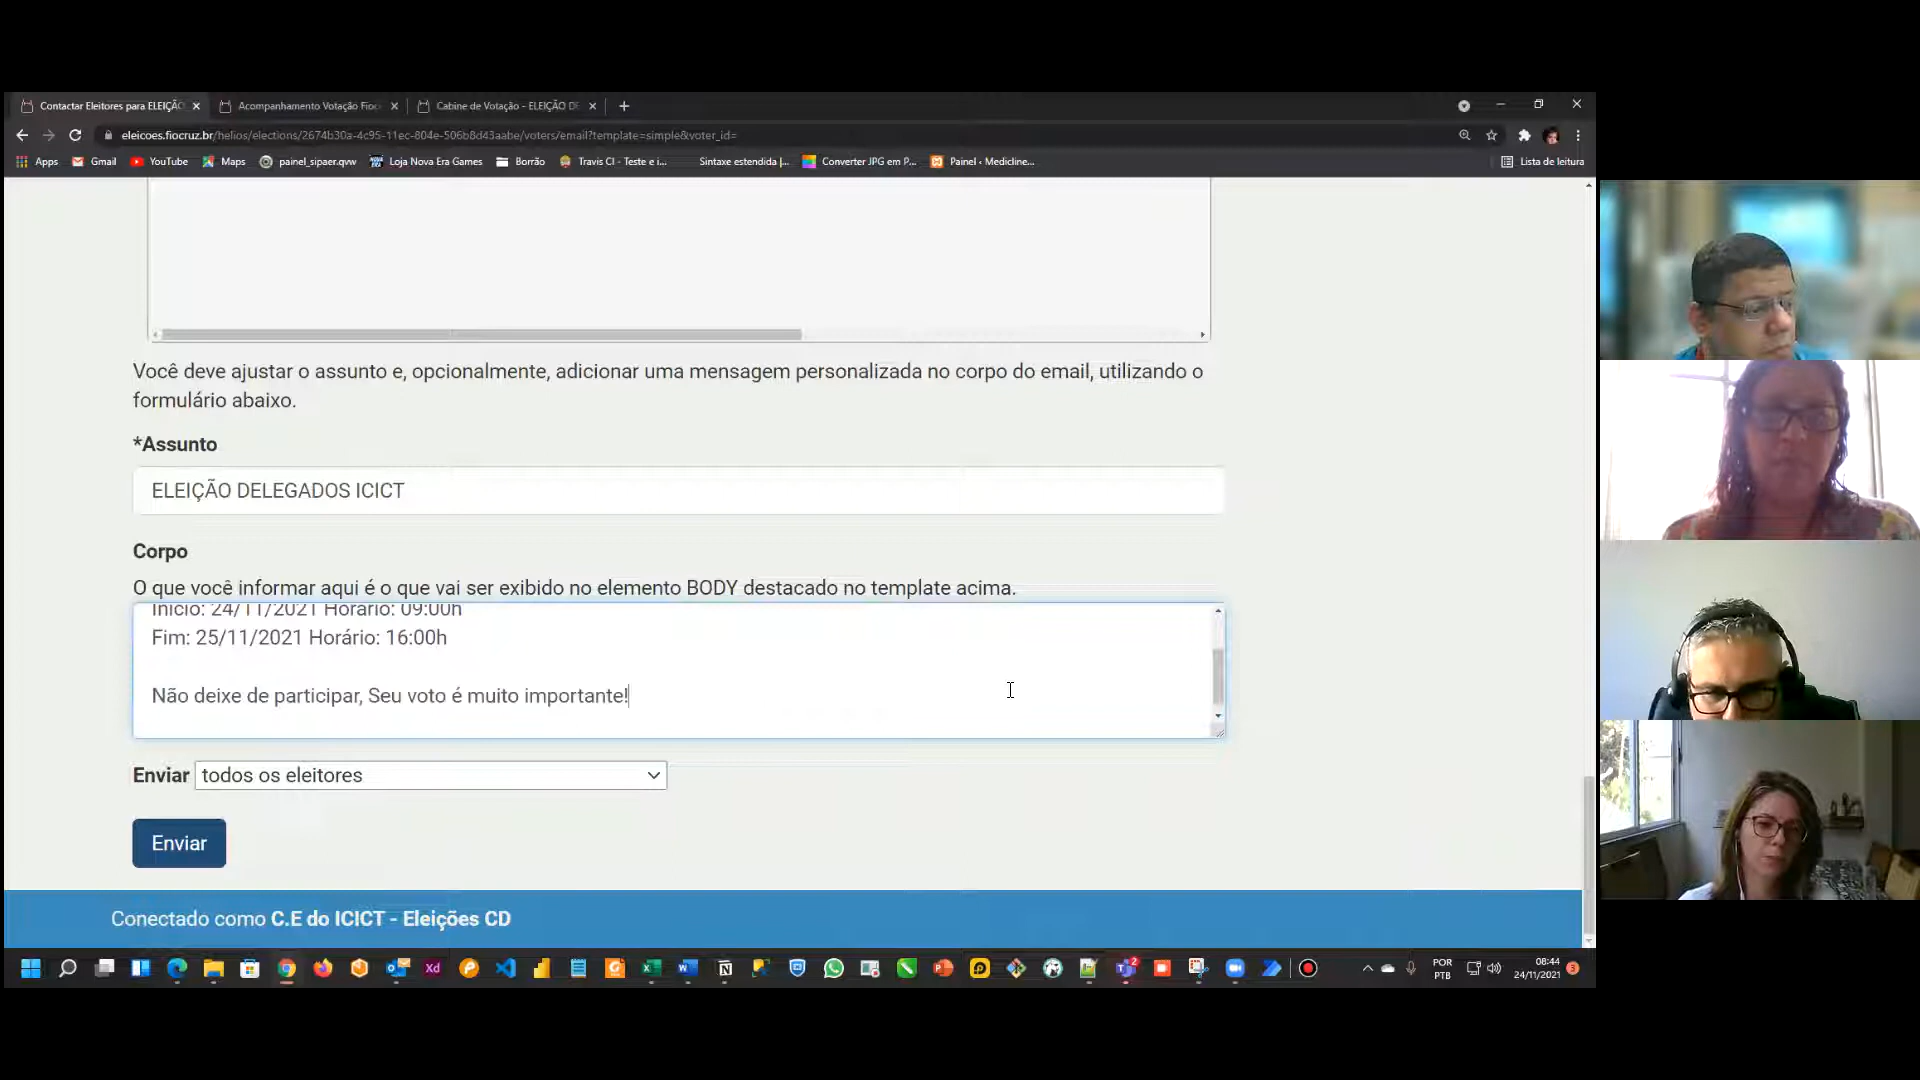 Contactar Eleitores para ELEIÇÃO
Acompanhamento Votação Fioc
Cabine de Votação - ELEIÇÃO DE
eleicoes.fiocruz.br/helios/elections/2674b30a-4c95-11ec-804e-506b8d43aabe/voters/email?template=simple&voter_id=
Apps
Gmail
YouTube
Maps
painel_sipaer.qvw
Loja Nova Era Games
Borrão
Travis CI - Teste e i...
Sintaxe estendida |...
Converter JPG em P...
Painel ‹ Medicline...
Lista de leitura
Você deve ajustar o assunto e, opcionalmente, adicionar uma mensagem personalizada no corpo do email, utilizando o
formulário abaixo.
*Assunto
ELEIÇÃO DELEGADOS ICICT
Corpo
O que você informar aqui é o que vai ser exibido no elemento BODY destacado no template acima.
Início: 24/11/2021 Horário: 09:00h
Fim: 25/11/2021 Horário: 16:00h
Não deixe de participar, Seu voto é muito importante!
Enviar todos os eleitores
Enviar
Conectado como C.E do ICICT - Eleições CD
POR
PTB
08:44
24/11/2021
3